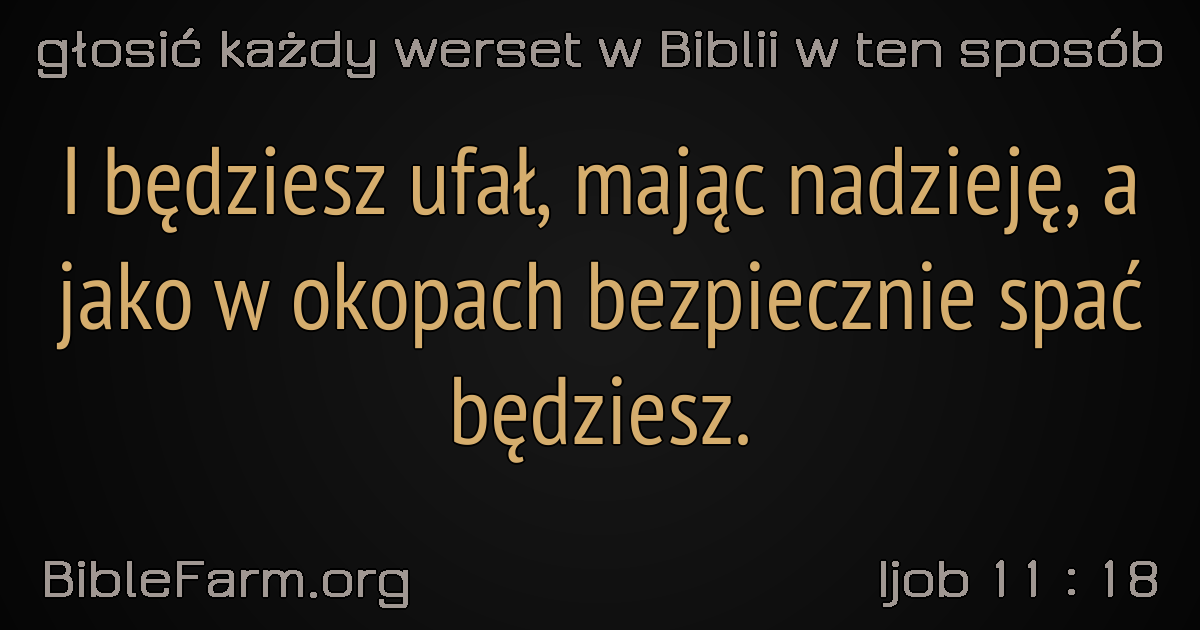 głosić każdy werset w Biblii w ten sposób
I będziesz ufał, mając nadzieję, a
jako w okopach bezpiecznie spać
będziesz.
BibleFarm.org
Ijob 11 : 18